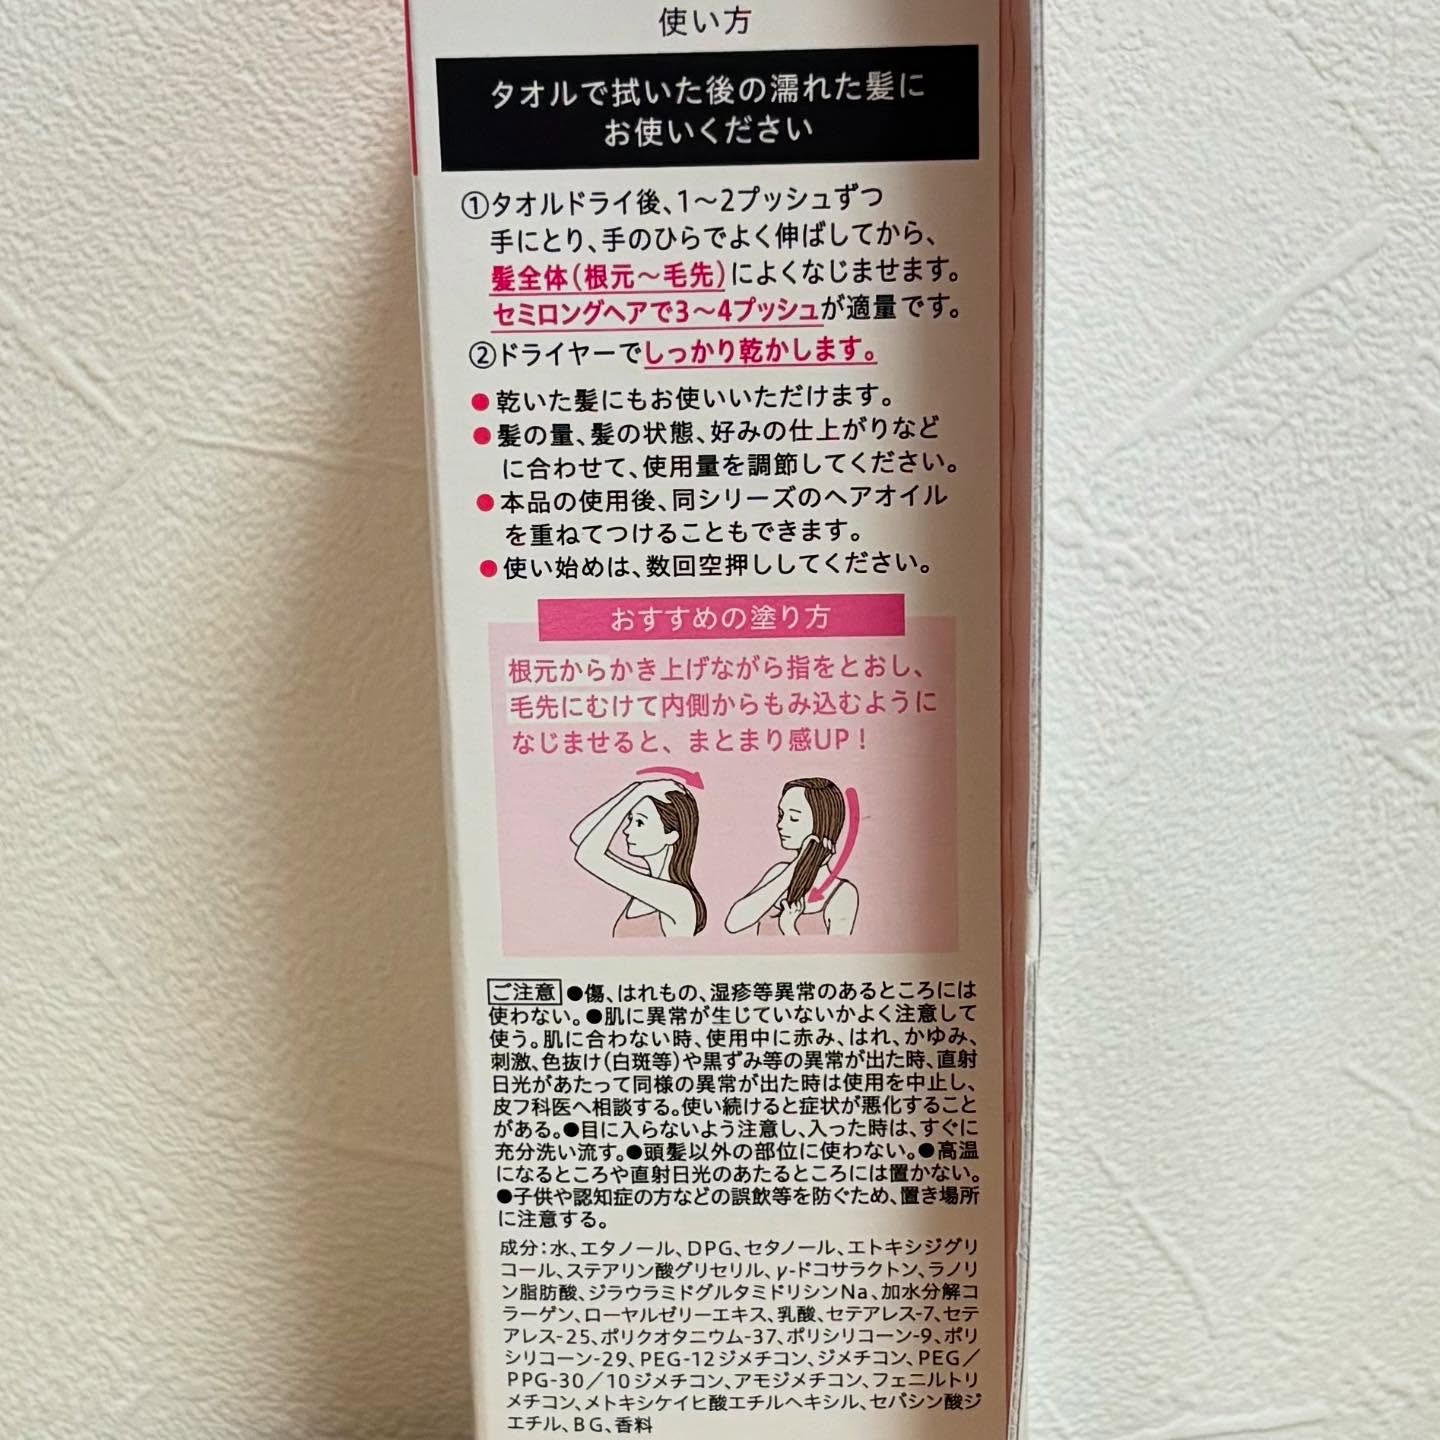 使い方
タオルで拭いた後の濡れた髪に
お使いください
①タオルドライ後、1～2プッシュずつ
手にとり、手のひらでよく伸ばしてから、
髪全体（根元～毛先）によくなじませます。
セミロングヘアで3～4プッシュが適量です。
②ドライヤーでしっかり乾かします。
●乾いた髪にもお使いいただけます。
●髪の量、髪の状態、好みの仕上がりなど
に合わせて、使用量を調節してください。
●本品の使用後、同シリーズのヘアオイル
を重ねてつけることもできます。
●使い始めは、数回空押ししてください。
おすすめの塗り方
根元からかき上げながら指をとおし、
毛先にむけて内側からもみ込むように
なじませると、まとまり感UP！
ご注意 ●傷、はれもの、湿疹等異常のあるところには
使わない。●肌に異常が生じていないかよく注意して
使う。肌に合わない時、使用中に赤み、はれ、かゆみ、
刺激、色抜け（白斑等）や黒ずみ等の異常が出た時、直射
日光があたって同様の異常が出た時は使用を中止し、
皮フ科医へ相談する。使い続けると症状が悪化すること
がある。●目に入らないよう注意し、入った時は、すぐに
充分洗い流す。●頭髪以外の部位に使わない。●高温
になるところや直射日光のあたるところには置かない。
●子供や認知症の方などの誤飲等を防ぐため、置き場所
に注意する。
成分：水、エタノール、DPG、セタノール、エトキシジグリ
コール、ステアリン酸グリセリル、γ-ドコサラクトン、ラノリ
ン脂肪酸、ジラウラミドグルタミドリシンNa、加水分解コ
ラーゲン、ローヤルゼリーエキス、乳酸、セテアレス-7、セテ
アレス-25、ポリクオタニウム-37、ポリシリコーン-9、ポリ
シリコーン-29、PEG-12ジメチコン、ジメチコン、PEG／
PPG-30／10ジメチコン、アモジメチコン、フェニルトリ
メチコン、メトキシケイヒ酸エチルヘキシル、セバシン酸ジ
エチル、BG、香料